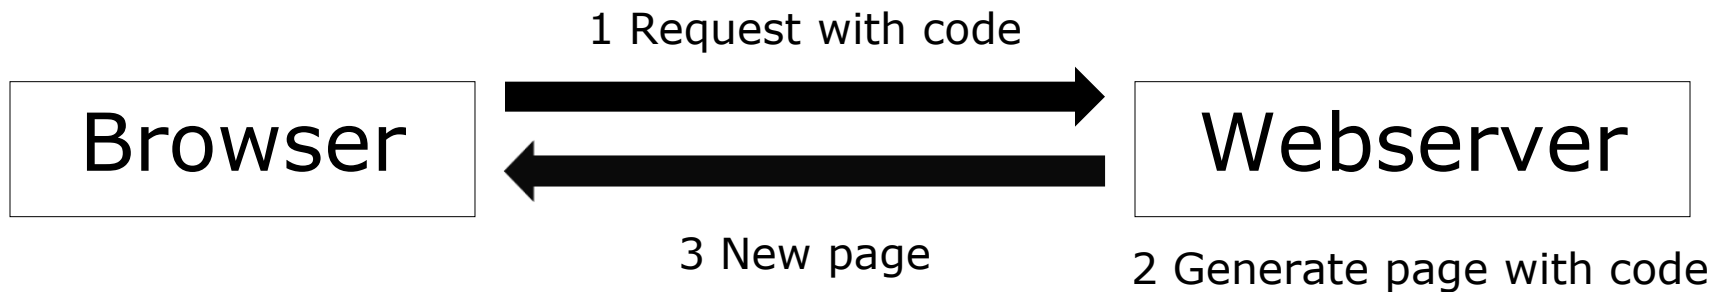 1 Request with code
Browser
Webserver
3 New page
2 Generate page with code